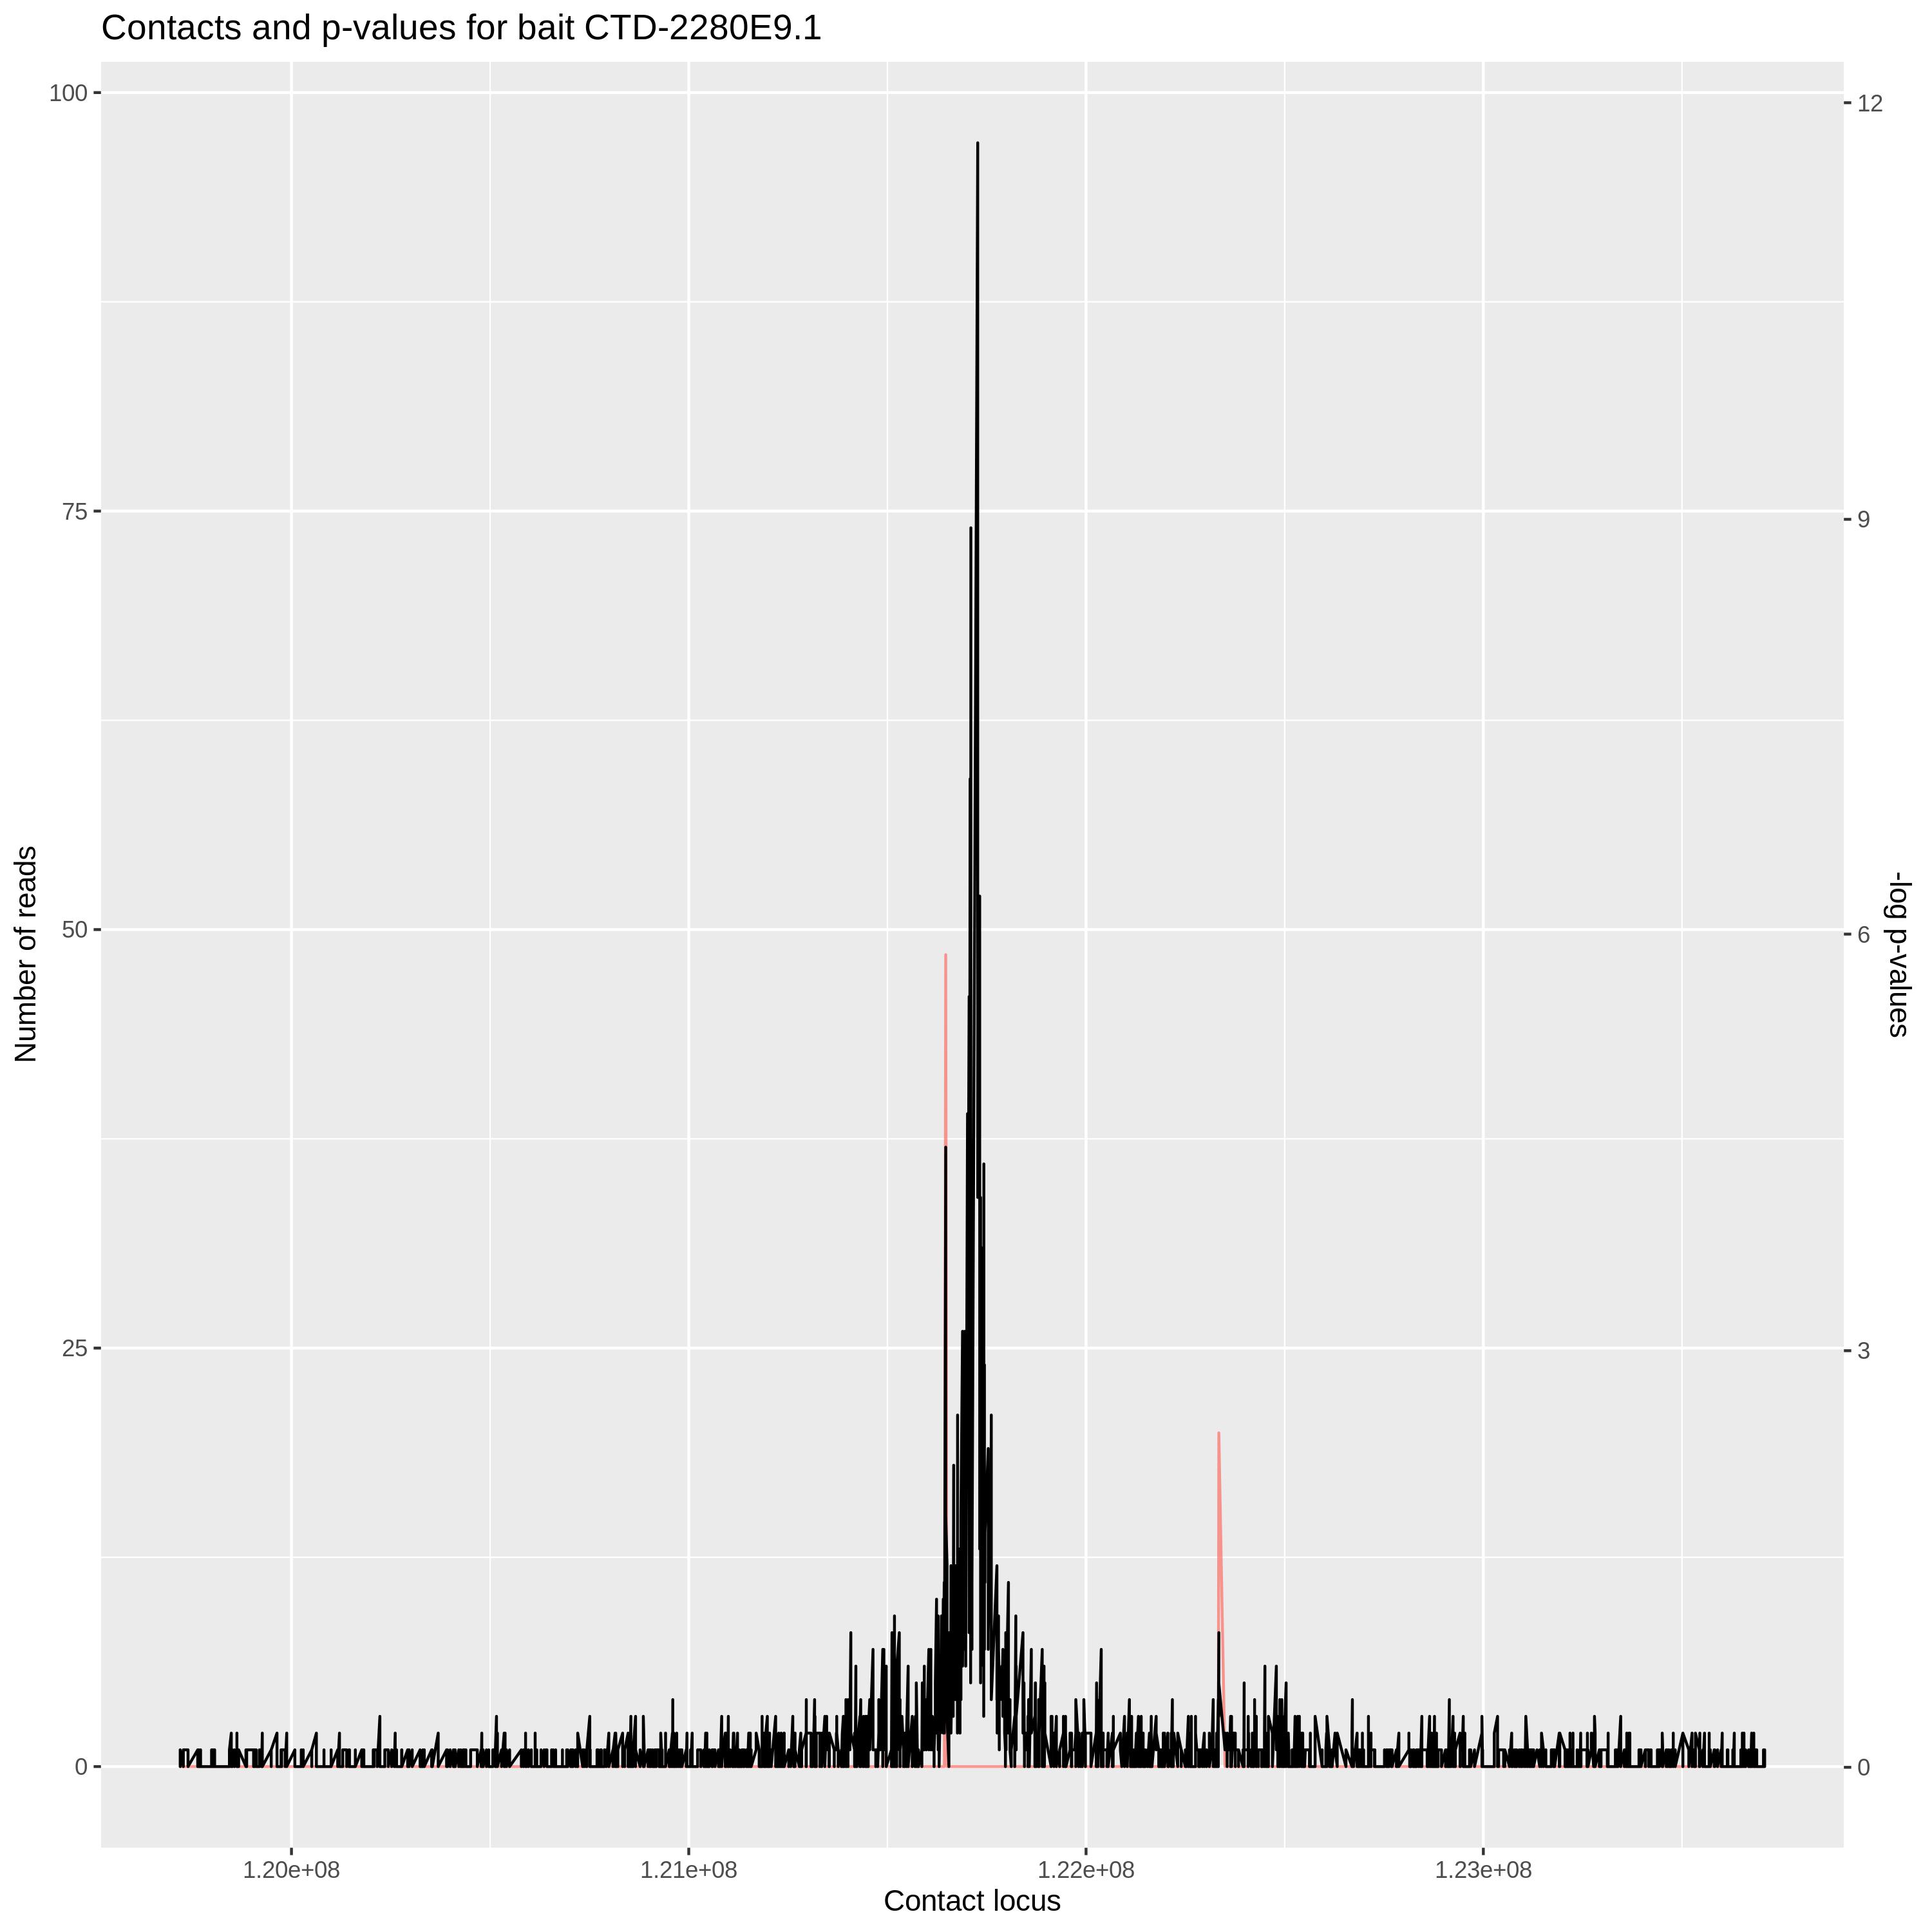 Contacts and p-values for bait CTD-2280E9.1
100
75
50
25
0
Number of reads
12
9
6
3
0
-log p-values
1.20e+08
1.21e+08
1.22e+08
1.23e+08
Contact locus